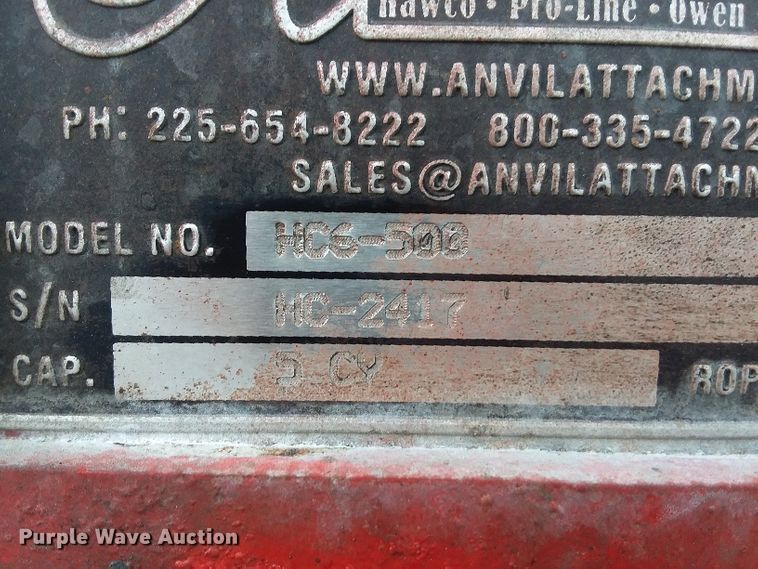 Hawco • Pro-Line • Owen
WWW.ANVILATTACHM
PH: 225-654-8222 800-335-4722
SALES@ANVILATTACHM
MODEL NO. HC6-500
S/N HC-2417
CAP. 5 CY ROP
Purple Wave Auction